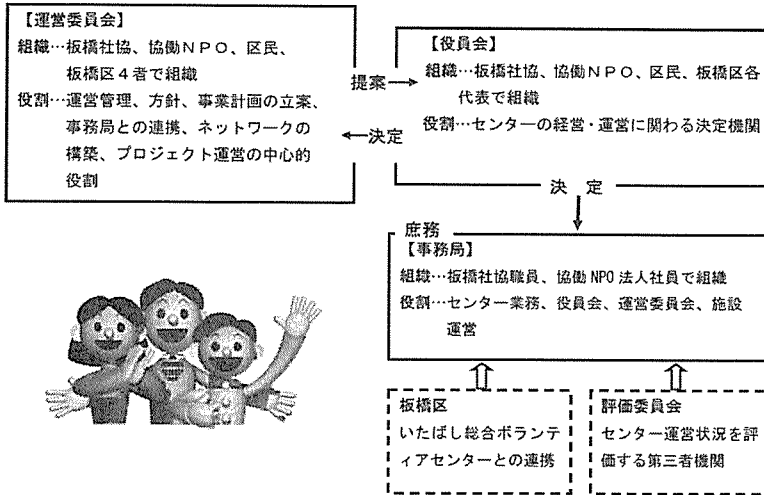 【運営委員会】
組織…板橋社協、協働NPO、区民、
板橋区4者で組織
役割…運営管理、方針、事業計画の立案、
事務局との連携、ネットワークの
構築、プロジェクト運営の中心的
役割
提案
決定
【役員会】
組織…板橋社協、協働NPO、区民、板橋区各
代表で組織
役割…センターの経営・運営に関わる決定機関
決 定
庶務
【事務局】
組織…板橋社協職員、協働NPO法人社員で組織
役割…センター業務、役員会、運営委員会、施設
運営
板橋区
いたばし総合ボランテ
ィアセンターとの連携
評価委員会
センター運営状況を評
価する第三者機関